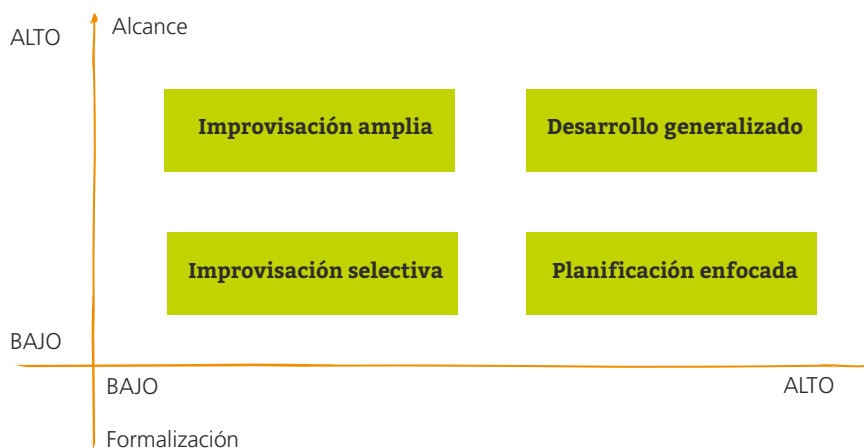 Alcance
ALTO
Improvisación amplia
Desarrollo generalizado
Improvisación selectiva
Planificación enfocada
BAJO
BAJO
ALTO
Formalización